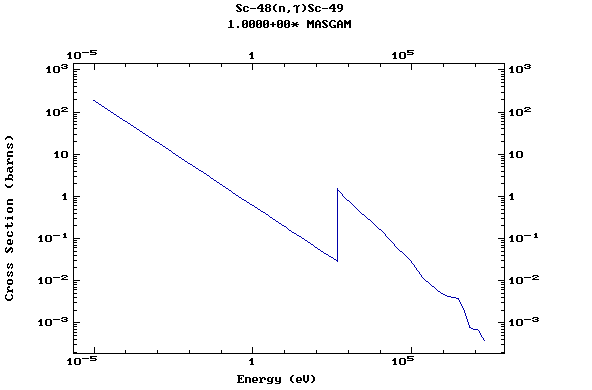 Sc-48(n,γ)Sc-49
1.0000+00* MASGAM
10⁻⁵ 1 10⁵
10³ 10³
10² 10²
10 10
1 1
10⁻¹ 10⁻¹
10⁻² 10⁻²
10⁻³ 10⁻³
Cross Section (barns)
10⁻⁵ 1 10⁵
Energy (eV)